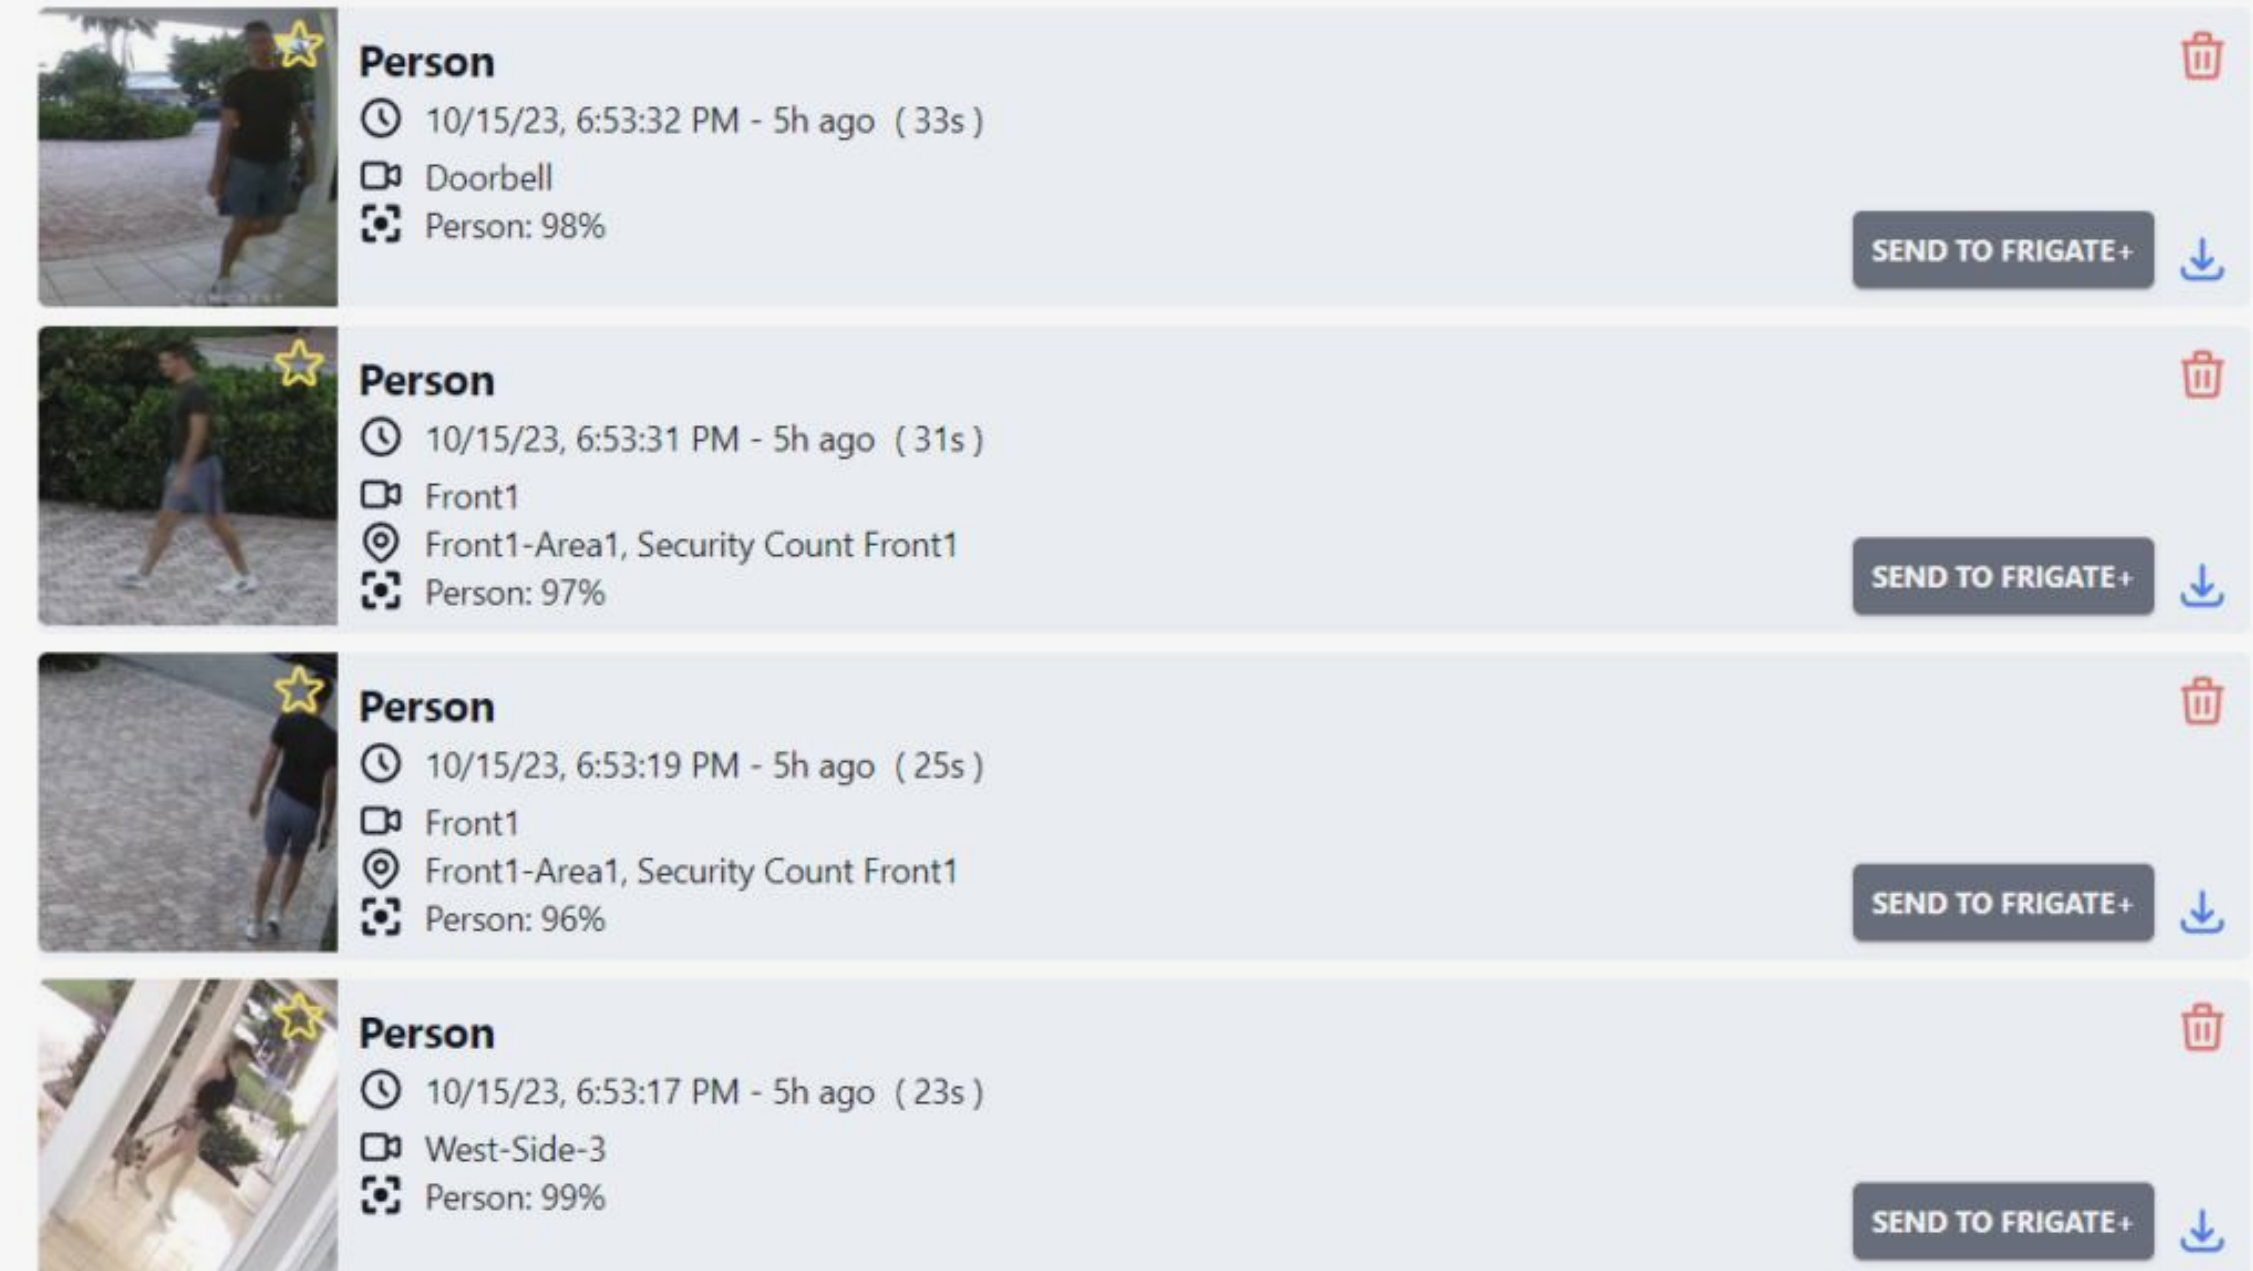 Person
10/15/23, 6:53:32 PM - 5h ago ( 33s )
Doorbell
Person: 98%
SEND TO FRIGATE+
Person
10/15/23, 6:53:31 PM - 5h ago ( 31s )
Front1
Front1-Area1, Security Count Front1
Person: 97%
SEND TO FRIGATE+
Person
10/15/23, 6:53:19 PM - 5h ago ( 25s )
Front1
Front1-Area1, Security Count Front1
Person: 96%
SEND TO FRIGATE+
Person
10/15/23, 6:53:17 PM - 5h ago ( 23s )
West-Side-3
Person: 99%
SEND TO FRIGATE+